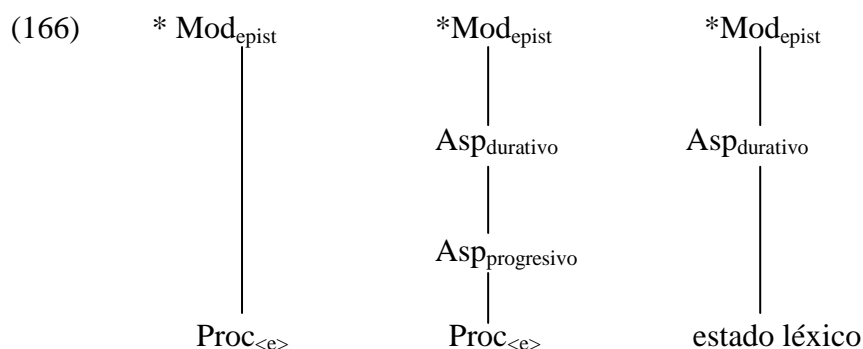 (166) * Mod_epist *Mod_epist *Mod_epist
Asp_durativo Asp_durativo
Asp_progresivo
Proc_<e> Proc_<e> estado léxico